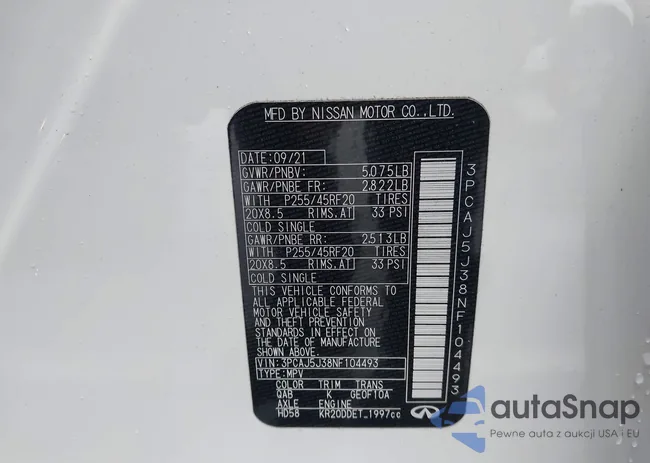 MFD BY NISSAN MOTOR CO.,LTD.
DATE:09/21
GVWR/PNBV: 5,075LB
GAWR/PNBE FR: 2,822LB
WITH P255/45RF20 TIRES
20X8.5 RIMS.AT 33 PSI
COLD SINGLE
GAWR/PNBE RR: 2,513LB
WITH P255/45RF20 TIRES
20X8.5 RIMS.AT 33 PSI
COLD SINGLE
THIS VEHICLE CONFORMS TO
ALL APPLICABLE FEDERAL
MOTOR VEHICLE SAFETY
AND THEFT PREVENTION
STANDARDS IN EFFECT ON
THE DATE OF MANUFACTURE
SHOWN ABOVE.
VIN:3PCAJ5J38NF104493
TYPE:MPV
COLOR TRIM TRANS
QAB K GE0F10A
AXLE ENGINE
HD58 KR20DDET_1997cc
INFINITI
3PCAJ5J38NF104493
autoSnap
Pewne auta z aukcji USA i EU